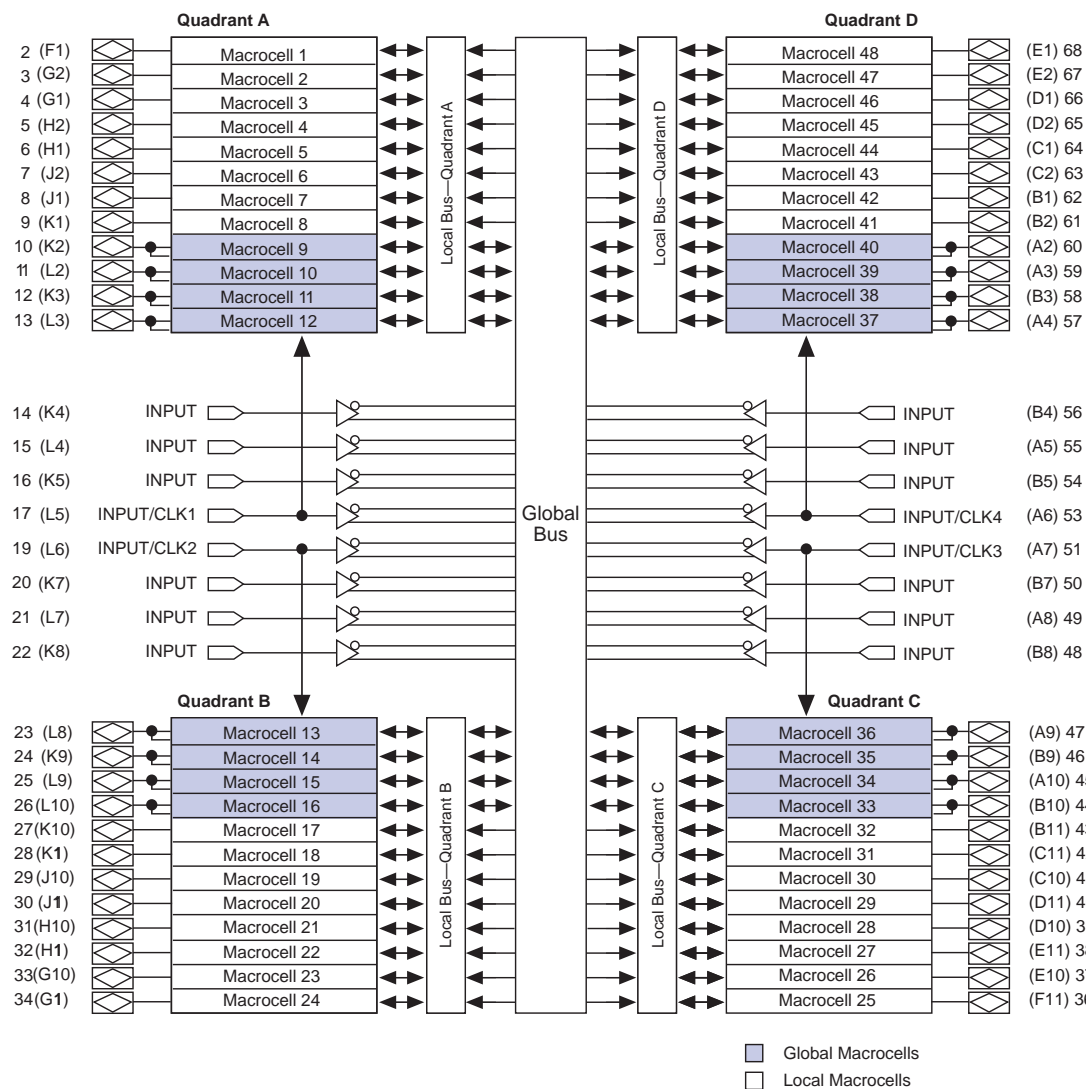 Quadrant A Quadrant D
2 (F1) Macrocell 1 Macrocell 48 (E1) 68
3 (G2) Macrocell 2 Macrocell 47 (E2) 67
4 (G1) Macrocell 3 Macrocell 46 (D1) 66
5 (H2) Macrocell 4 Macrocell 45 (D2) 65
6 (H1) Macrocell 5 Macrocell 44 (C1) 64
7 (J2) Macrocell 6 Macrocell 43 (C2) 63
8 (J1) Macrocell 7 Macrocell 42 (B1) 62
9 (K1) Macrocell 8 Macrocell 41 (B2) 61
10 (K2) Macrocell 9 Macrocell 40 (A2) 60
11 (L2) Macrocell 10 Macrocell 39 (A3) 59
12 (K3) Macrocell 11 Macrocell 38 (B3) 58
13 (L3) Macrocell 12 Macrocell 37 (A4) 57
Local Bus—Quadrant A
Local Bus—Quadrant D
14 (K4) INPUT INPUT (B4) 56
15 (L4) INPUT INPUT (A5) 55
16 (K5) INPUT INPUT (B5) 54
17 (L5) INPUT/CLK1 INPUT/CLK4 (A6) 53
Global
Bus
19 (L6) INPUT/CLK2 INPUT/CLK3 (A7) 51
20 (K7) INPUT INPUT (B7) 50
21 (L7) INPUT INPUT (A8) 49
22 (K8) INPUT INPUT (B8) 48
Quadrant B Quadrant C
23 (L8) Macrocell 13 Macrocell 36 (A9) 47
24 (K9) Macrocell 14 Macrocell 35 (B9) 46
25 (L9) Macrocell 15 Macrocell 34 (A10)
26 (L10) Macrocell 16 Macrocell 33 (B10)
27(K10) Macrocell 17 Macrocell 32 (B11)
28 (K1) Macrocell 18 Macrocell 31 (C11)
29 (J10) Macrocell 19 Macrocell 30 (C10)
30 (J1) Macrocell 20 Macrocell 29 (D11)
31(H10) Macrocell 21 Macrocell 28 (D10)
32(H1) Macrocell 22 Macrocell 27 (E11)
33(G10) Macrocell 23 Macrocell 26 (E10)
34(G1) Macrocell 24 Macrocell 25 (F11)
Local Bus—Quadrant B
Local Bus—Quadrant C
Global Macrocells
Local Macrocells